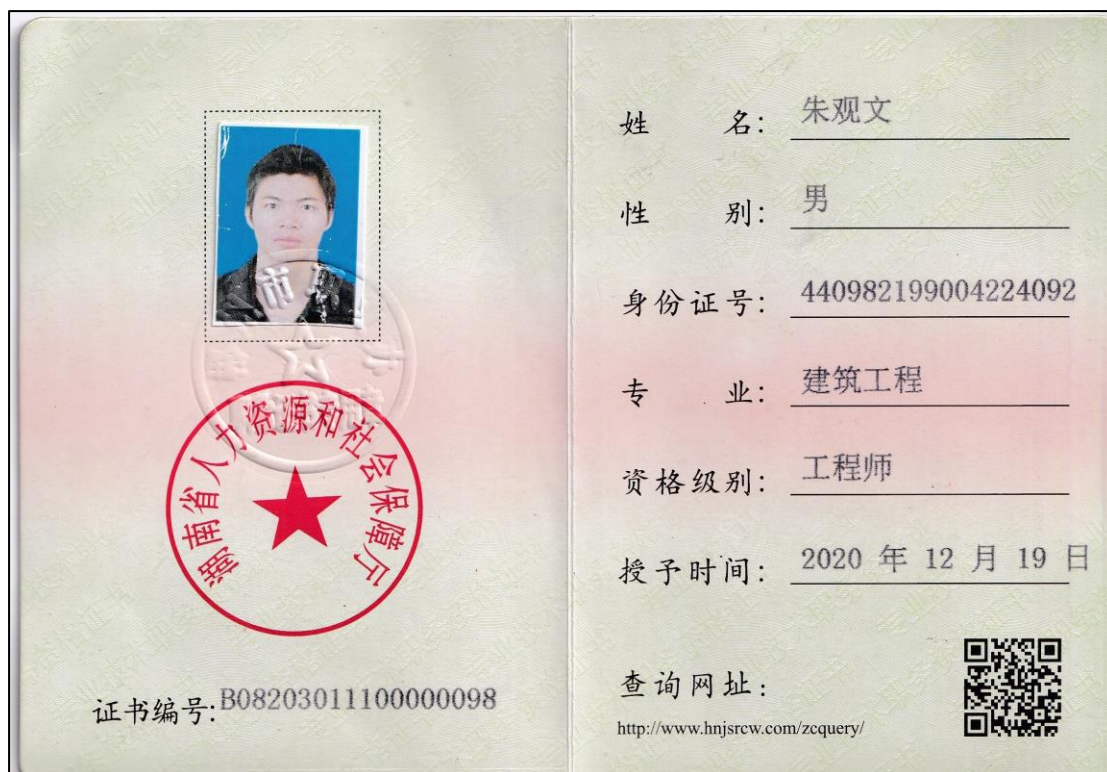 湖南省人力资源和社会保障厅
证书编号:B08203011100000098
姓 名: 朱观文
性 别: 男
身份证号: 440982199004224092
专 业: 建筑工程
资格级别: 工程师
授予时间: 2020 年 12 月 19 日
查询网址:
http://www.hnjsrcw.com/zcquery/